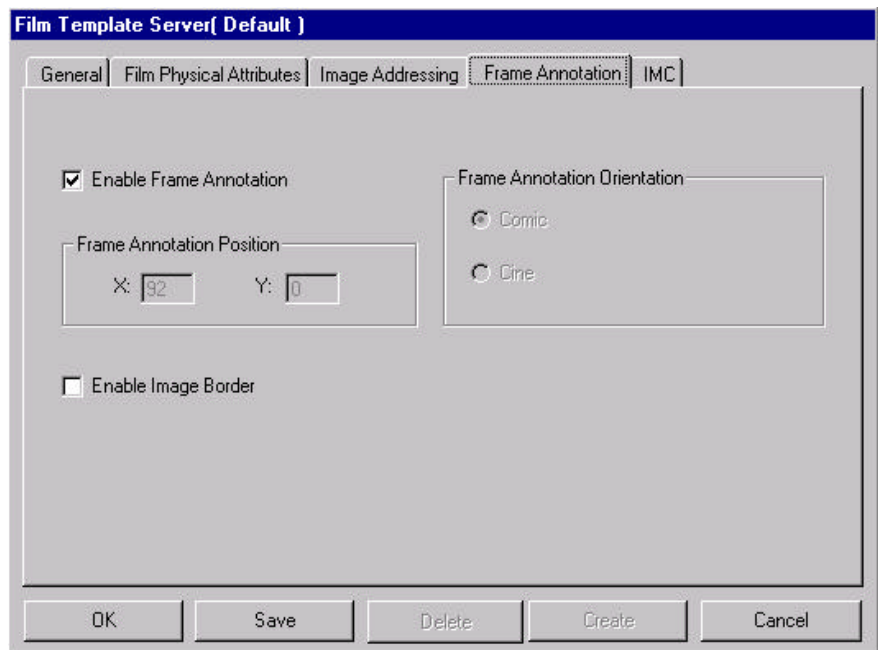 Film Template Server( Default )
General Film Physical Attributes Image Addressing Frame Annotation IMC
Enable Frame Annotation
Frame Annotation Orientation
Comic
Frame Annotation Position
X: 92 Y: 0
Cine
Enable Image Border
OK Save Delete Create Cancel